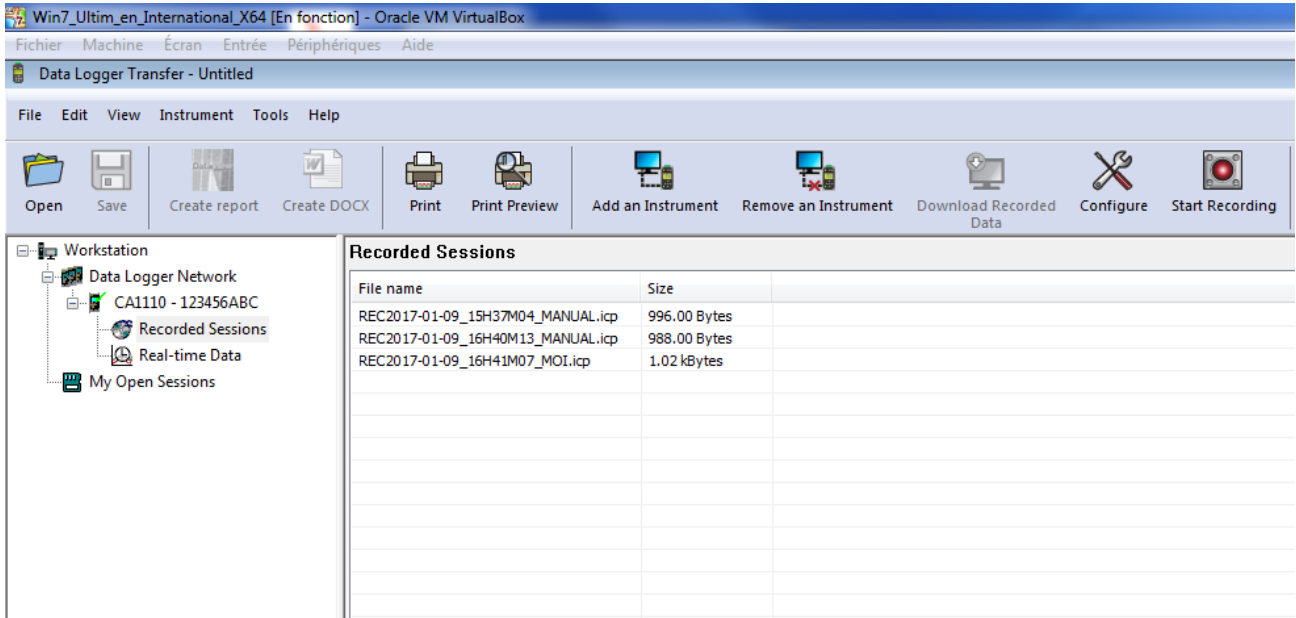 Win7_Ultim_en_International_X64 [En fonction] - Oracle VM VirtualBox
Fichier Machine Écran Entrée Périphériques Aide
Data Logger Transfer - Untitled
File Edit View Instrument Tools Help
Open Save Create report Create DOCX Print Print Preview Add an Instrument Remove an Instrument Download Recorded Data Configure Start Recording
Workstation
Data Logger Network
CA1110 - 123456ABC
Recorded Sessions
Real-time Data
My Open Sessions
Recorded Sessions
File name Size
REC2017-01-09_15H37M04_MANUAL.icp 996.00 Bytes
REC2017-01-09_16H40M13_MANUAL.icp 988.00 Bytes
REC2017-01-09_16H41M07_MOI.icp 1.02 kBytes